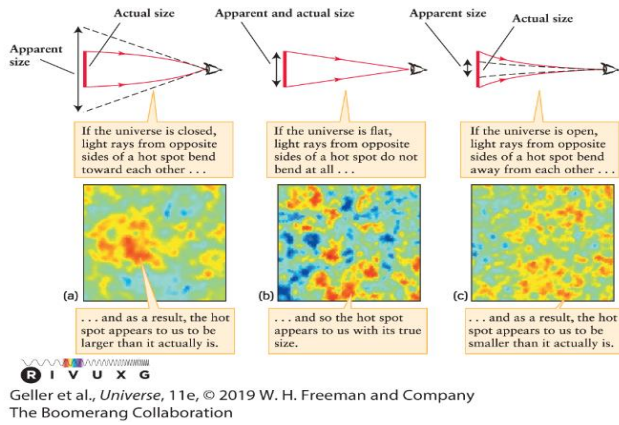 Actual size
Apparent
size
Apparent and actual size
Apparent size
Actual size
If the universe is closed,
light rays from opposite
sides of a hot spot bend
toward each other . . .
If the universe is flat,
light rays from opposite
sides of a hot spot do not
bend at all . . .
If the universe is open,
light rays from opposite
sides of a hot spot bend
away from each other . . .
(a)
(b)
(c)
. . . and as a result, the hot
spot appears to us to be
larger than it actually is.
. . . and so the hot spot
appears to us with its true
size.
. . . and as a result, the hot
spot appears to us to be
smaller than it actually is.
R I V U X G
Geller et al., Universe, 11e, © 2019 W. H. Freeman and Company
The Boomerang Collaboration